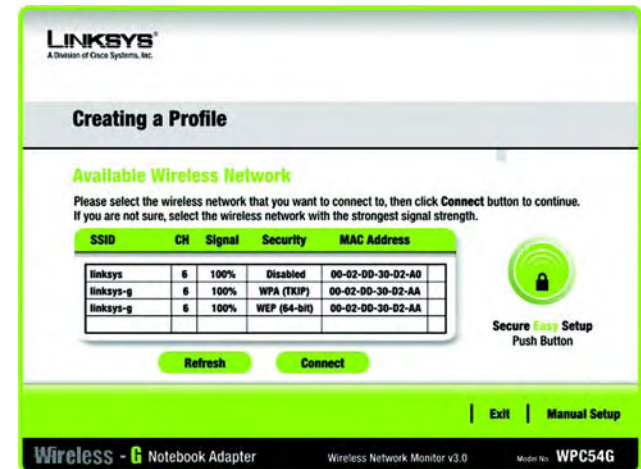 LINKSYS®
A Division of Cisco Systems, Inc.
Creating a Profile
Available Wireless Network
Please select the wireless network that you want to connect to, then click Connect button to continue.
If you are not sure, select the wireless network with the strongest signal strength.
SSID CH Signal Security MAC Address
linksys 6 100% Disabled 00-02-DD-30-D2-A0
linksys-g 6 100% WPA (TKIP) 00-02-DD-30-D2-AA
linksys-g 6 100% WEP (64-bit) 00-02-DD-30-D2-AA
Secure Easy Setup
Push Button
Refresh Connect
Exit Manual Setup
Wireless - G Notebook Adapter Wireless Network Monitor v3.0 Model No. WPC54G